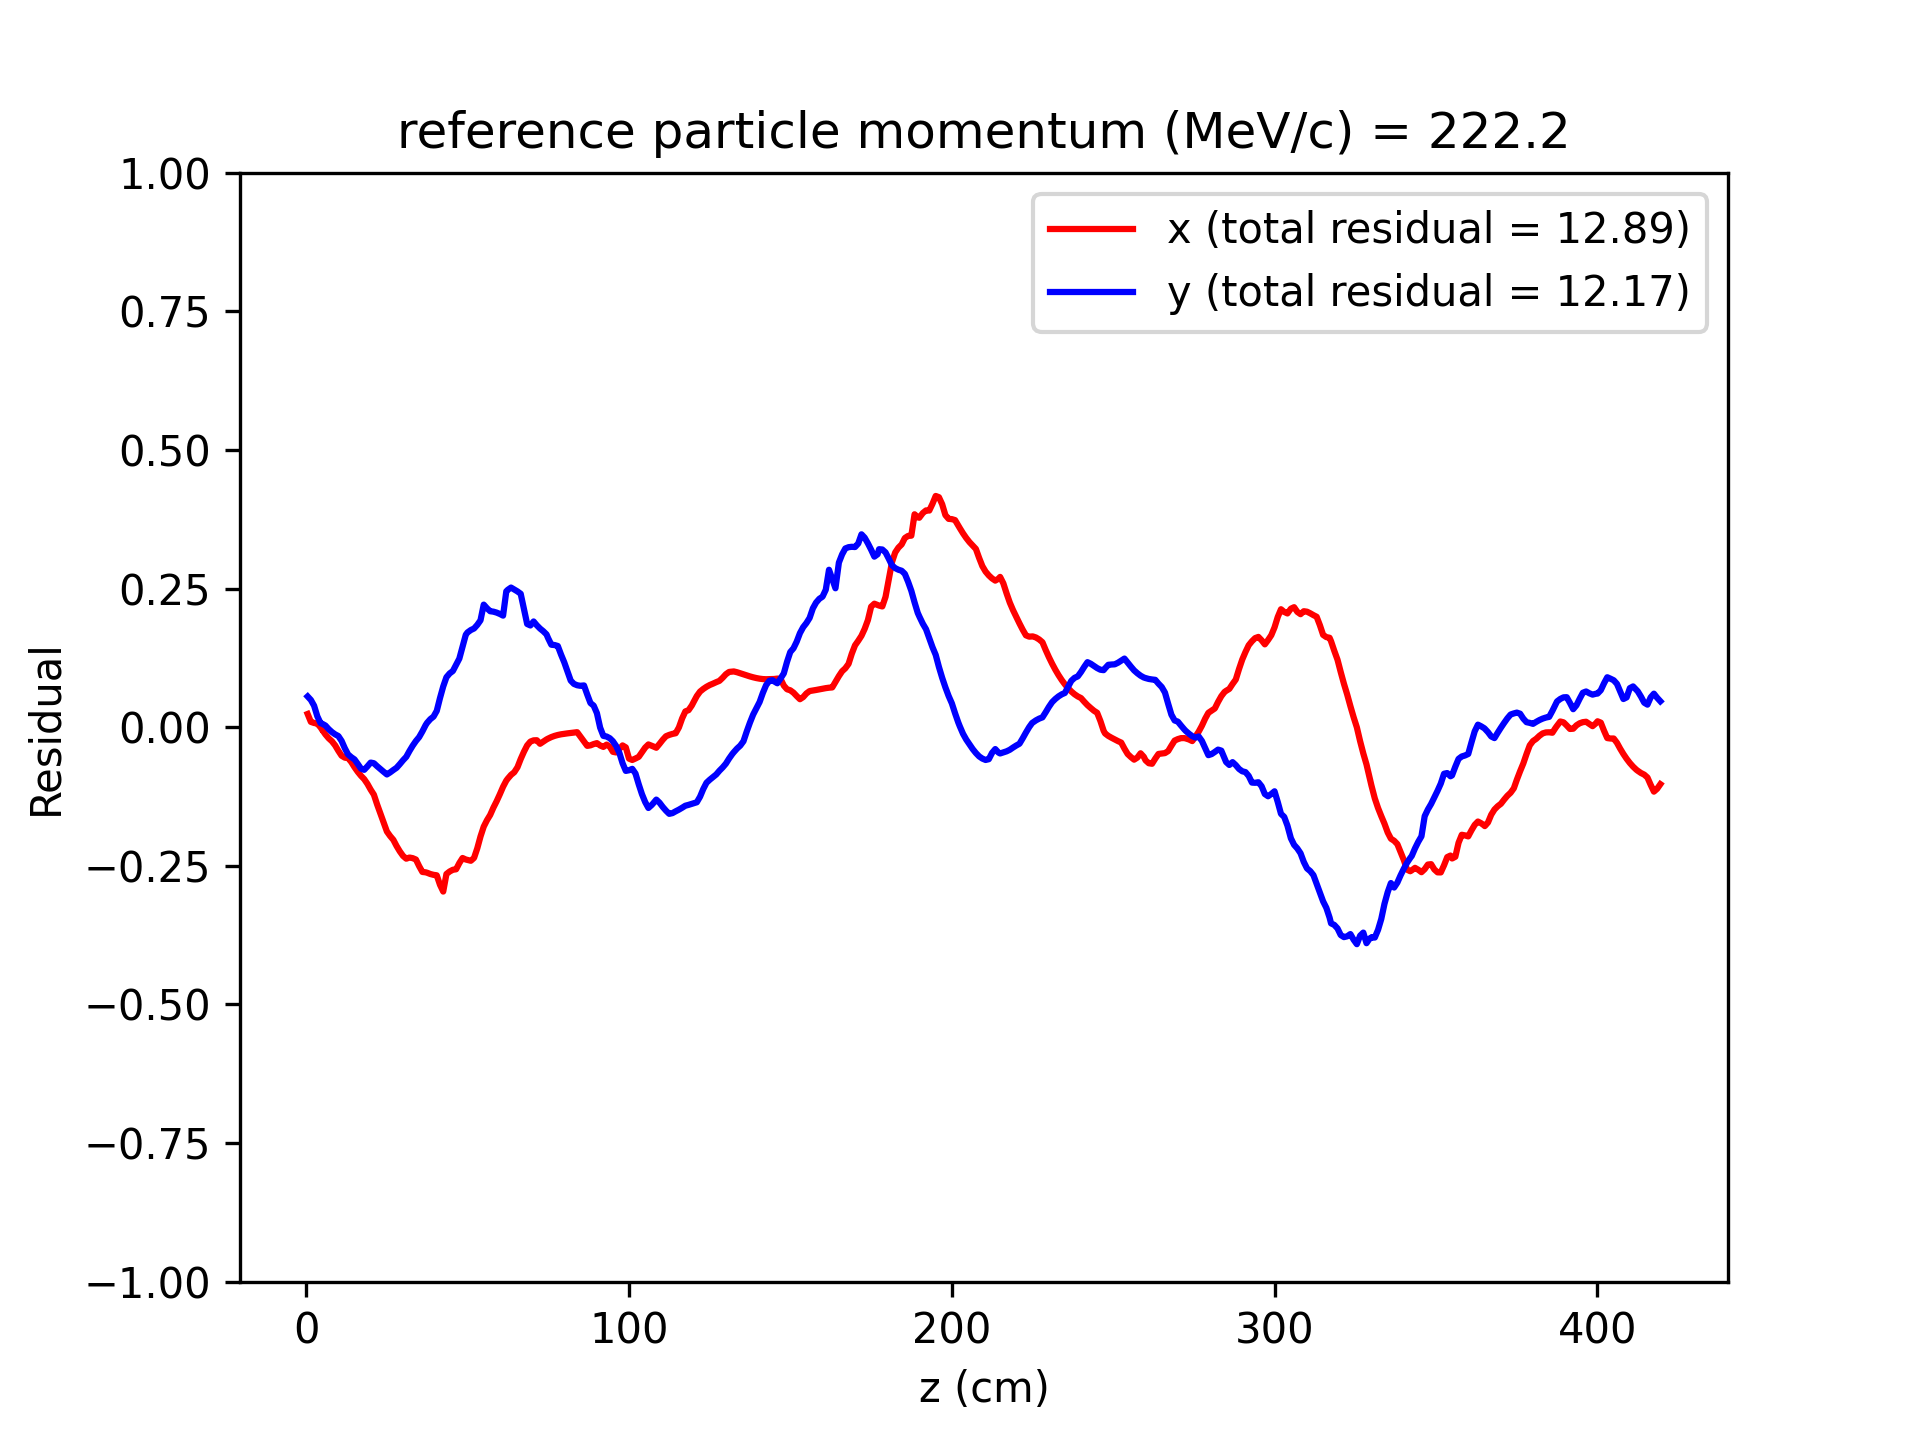 reference particle momentum (MeV/c) = 222.2
1.00
0.75
0.50
0.25
0.00
−0.25
−0.50
−0.75
−1.00
Residual
x (total residual = 12.89)
y (total residual = 12.17)
0 100 200 300 400
z (cm)